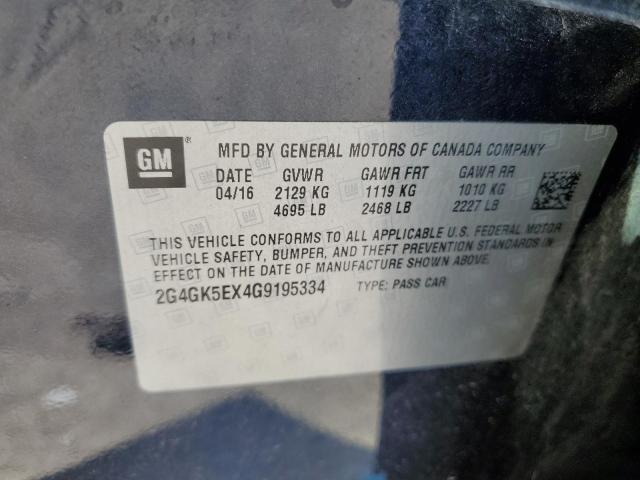 GM ®
MFD BY GENERAL MOTORS OF CANADA COMPANY
DATE GVWR GAWR FRT GAWR RR
04/16 2129 KG 1119 KG 1010 KG
4695 LB 2468 LB 2227 LB
THIS VEHICLE CONFORMS TO ALL APPLICABLE U.S. FEDERAL MOTOR
VEHICLE SAFETY, BUMPER, AND THEFT PREVENTION STANDARDS IN
EFFECT ON THE DATE OF MANUFACTURE SHOWN ABOVE.
2G4GK5EX4G9195334 TYPE: PASS CAR